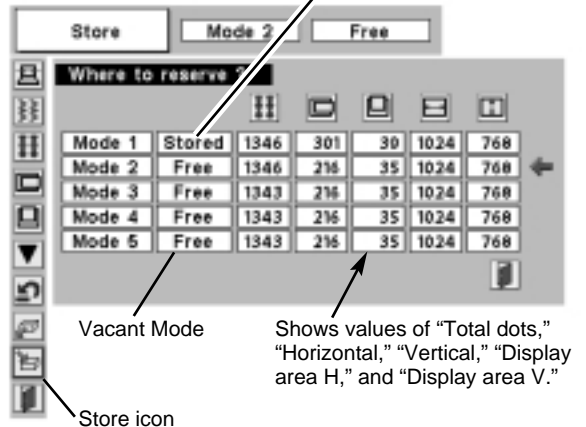 Store Mode 2 Free
Where to reserve ?
Mode 1 Stored 1346 301 30 1024 768
Mode 2 Free 1346 216 35 1024 768
Mode 3 Free 1343 216 35 1024 768
Mode 4 Free 1343 216 35 1024 768
Mode 5 Free 1343 216 35 1024 768
Vacant Mode
Shows values of “Total dots,”
“Horizontal,” “Vertical,” “Display
area H,” and “Display area V.”
Store icon